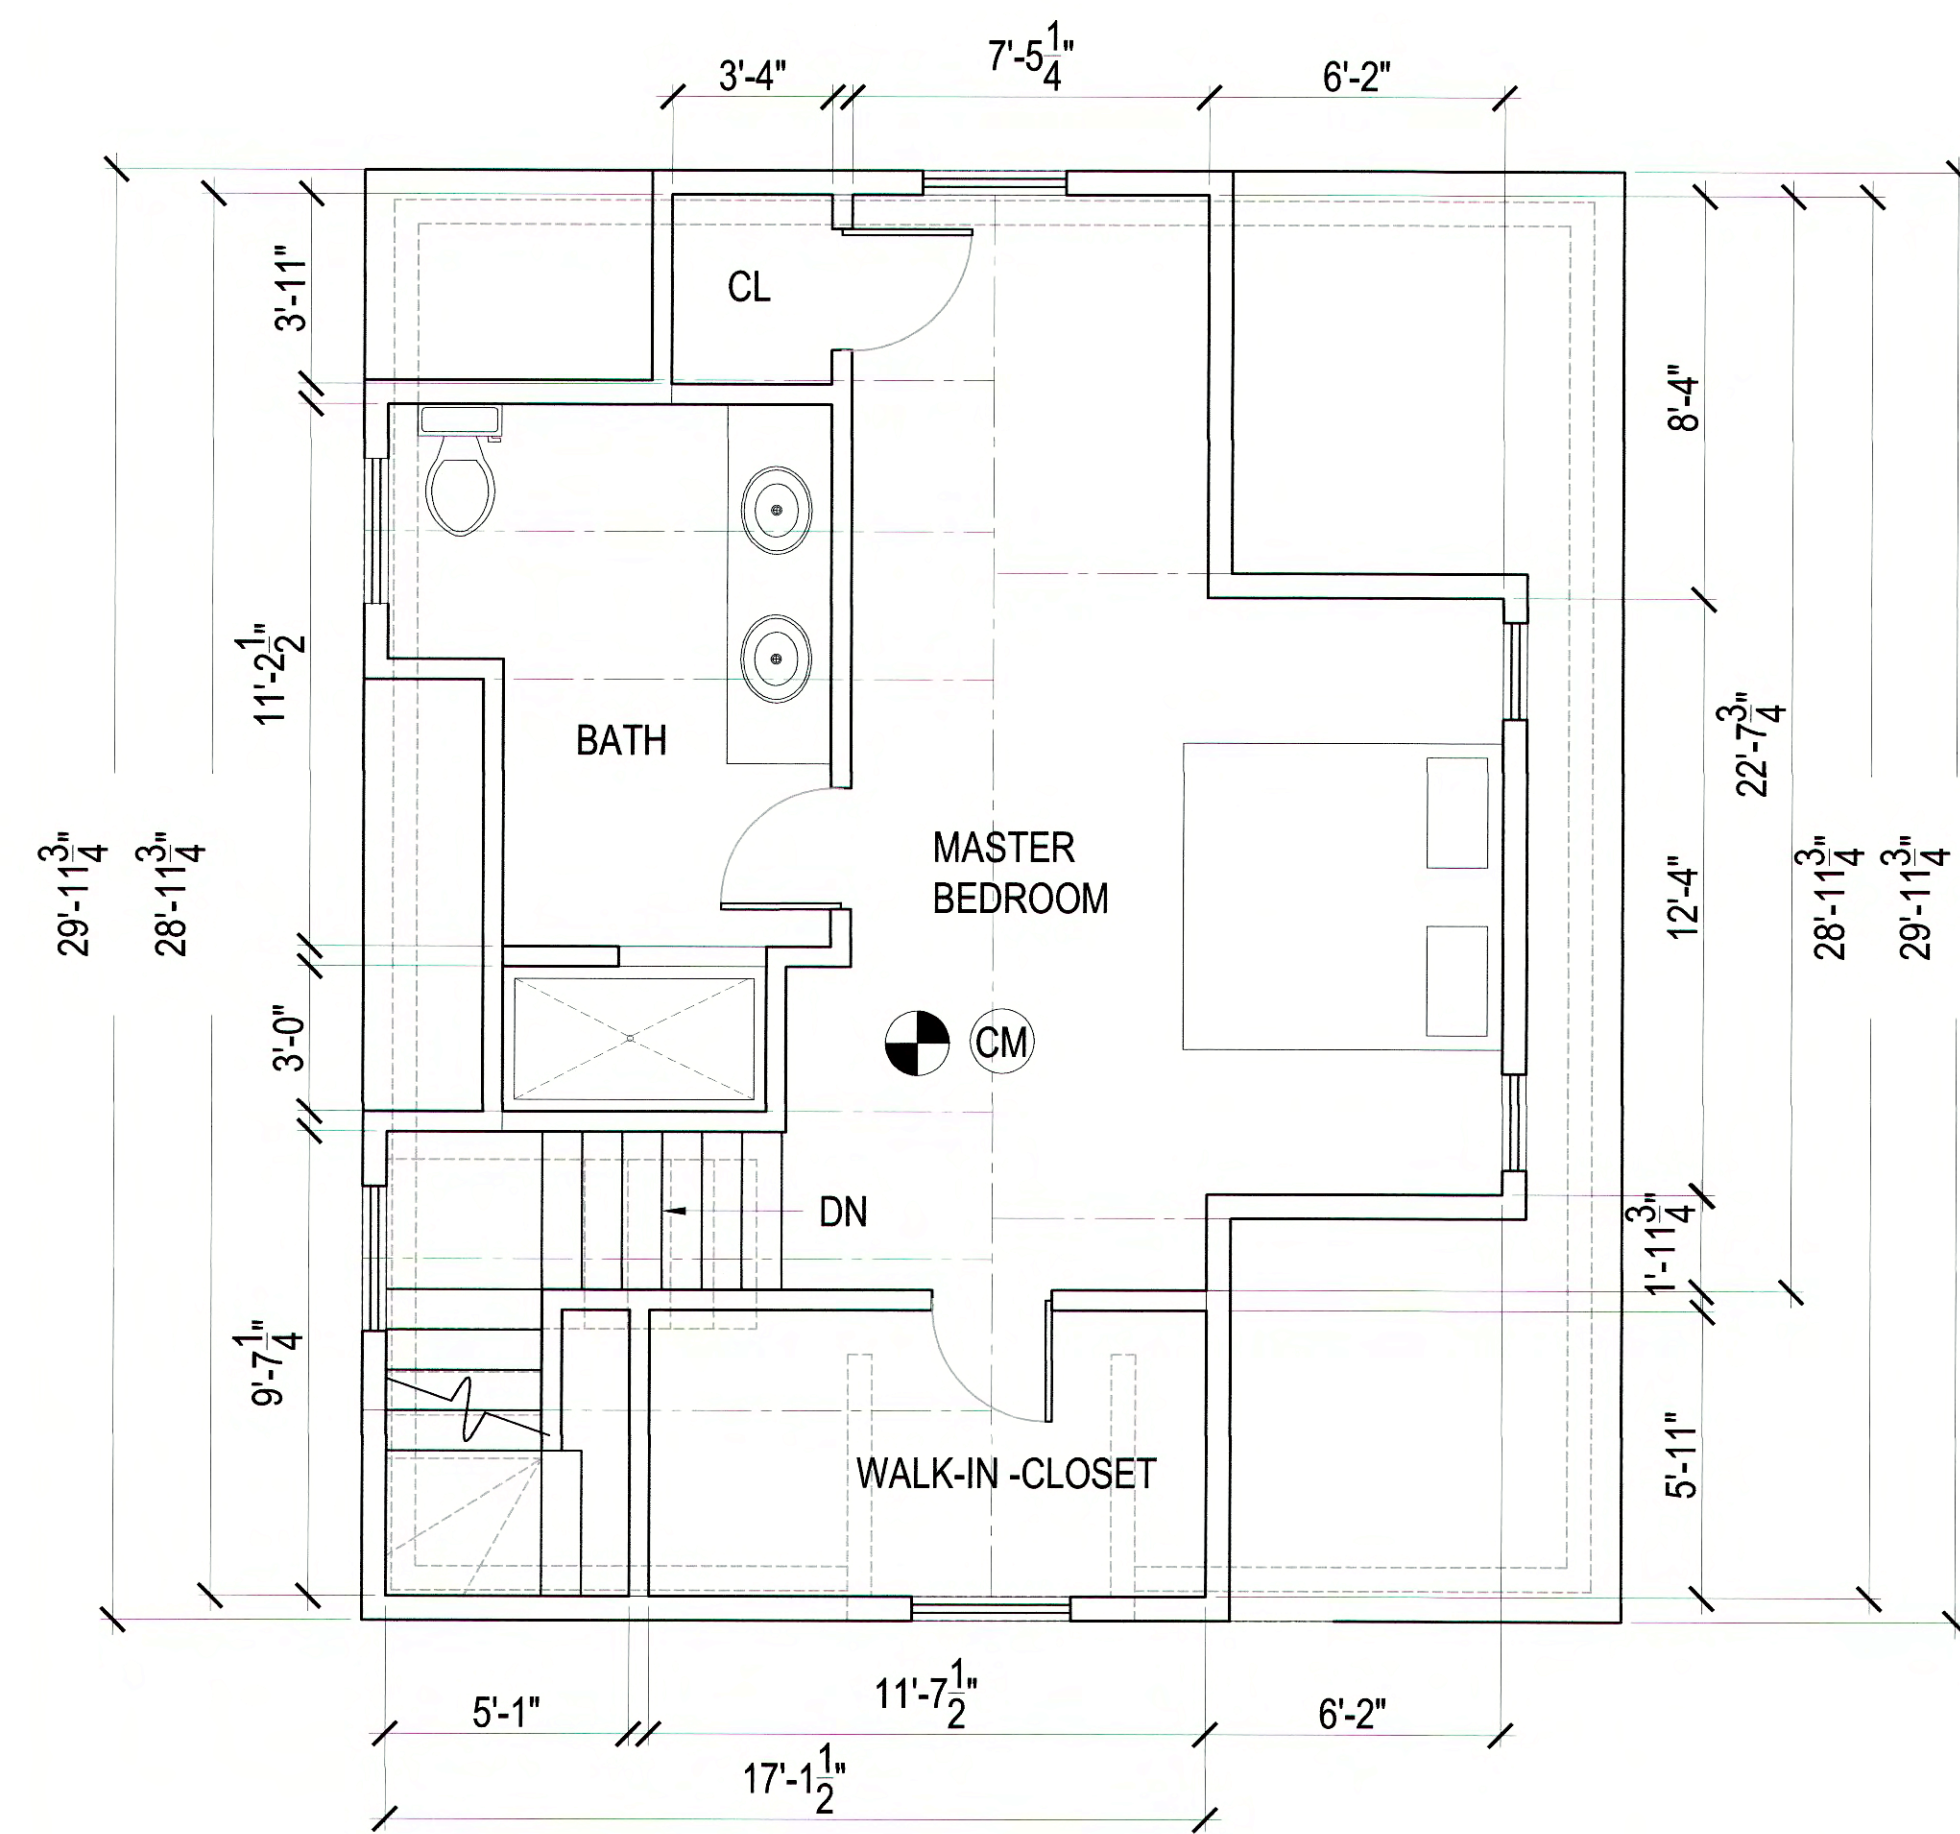 7'-5 1/4"
3'-4"
6'-2"
3'-11"
CL
8'-4"
11'-2 1/2"
22'-7 3/4"
BATH
MASTER
BEDROOM
29'-11 3/4"
28'-11 3/4"
12'-4"
28'-11 3/4"
29'-11 3/4"
3'-0"
CM
DN
1'-11 3/4"
9'-7 1/4"
5'-11"
WALK-IN -CLOSET
5'-1"
11'-7 1/2"
6'-2"
17'-1 1/2"